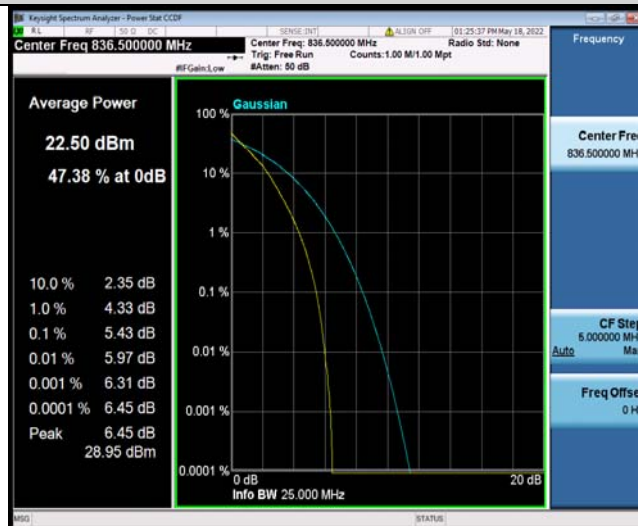 Keysight Spectrum Analyzer - Power Stat CCDF
RL RF 50 Ω DC SENSE:INT ALIGN OFF 01:25:37 PM May 18, 2022
Center Freq 836.500000 MHz
Center Freq: 836.500000 MHz Radio Std: None
Trig: Free Run Counts:1.00 M/1.00 Mpt
#IFGain:Low #Atten: 50 dB
Frequency
Average Power
22.50 dBm
47.38 % at 0dB
10.0 % 2.35 dB
1.0 % 4.33 dB
0.1 % 5.43 dB
0.01 % 5.97 dB
0.001 % 6.31 dB
0.0001 % 6.45 dB
Peak 6.45 dB
28.95 dBm
Gaussian
100 %
10 %
1 %
0.1 %
0.01 %
0.001 %
0.0001 %
0 dB 20 dB
Info BW 25.000 MHz
Center Fre
836.500000 MH
CF Ste
5.000000 MH
Auto Ma
Freq Offse
0 H
MSG STATUS